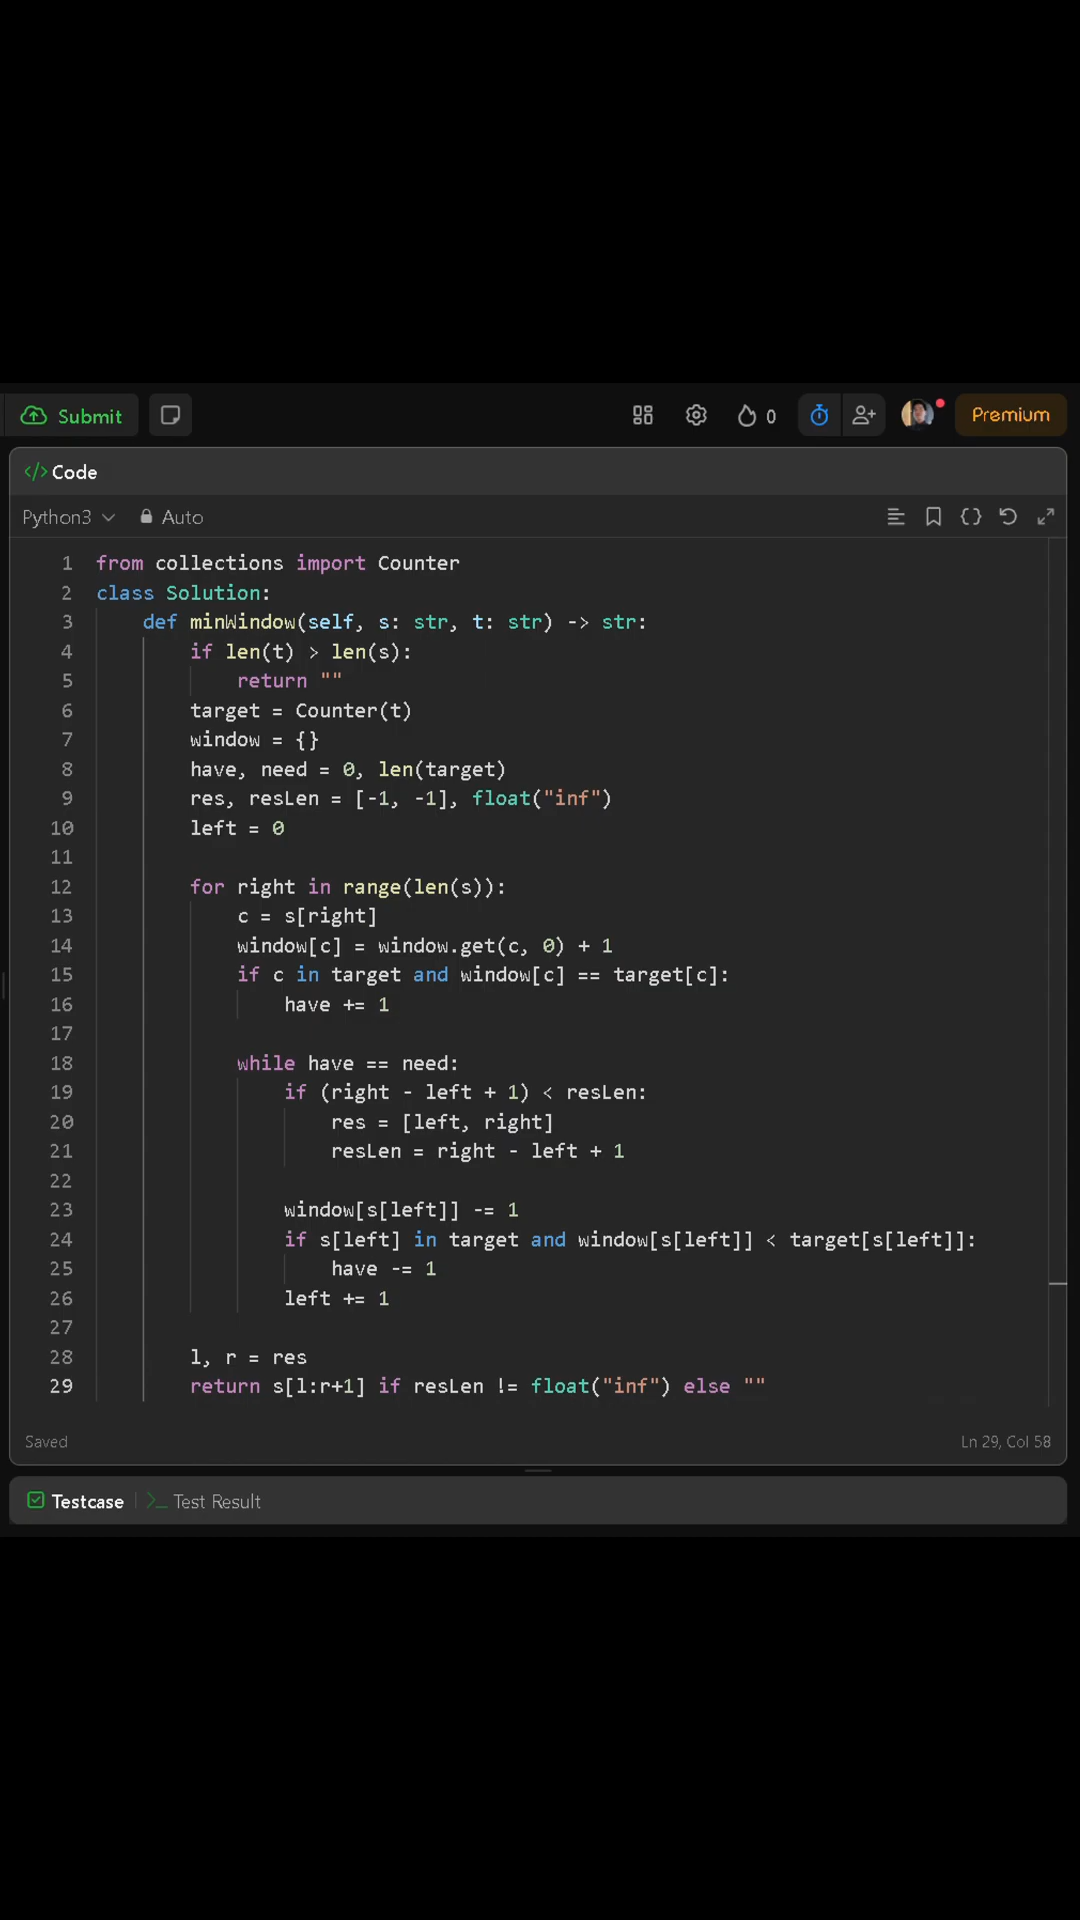 Submit 0 Premium
</> Code
Python3 Auto {}
1 from collections import Counter
2 class Solution:
3 def minWindow(self, s: str, t: str) -> str:
4 if len(t) > len(s):
5 return ""
6 target = Counter(t)
7 window = {}
8 have, need = 0, len(target)
9 res, resLen = [-1, -1], float("inf")
10 left = 0
11
12 for right in range(len(s)):
13 c = s[right]
14 window[c] = window.get(c, 0) + 1
15 if c in target and window[c] == target[c]:
16 have += 1
17
18 while have == need:
19 if (right - left + 1) < resLen:
20 res = [left, right]
21 resLen = right - left + 1
22
23 window[s[left]] -= 1
24 if s[left] in target and window[s[left]] < target[s[left]]:
25 have -= 1
26 left += 1
27
28 l, r = res
29 return s[l:r+1] if resLen != float("inf") else ""
Saved Ln 29, Col 58
Testcase >_ Test Result